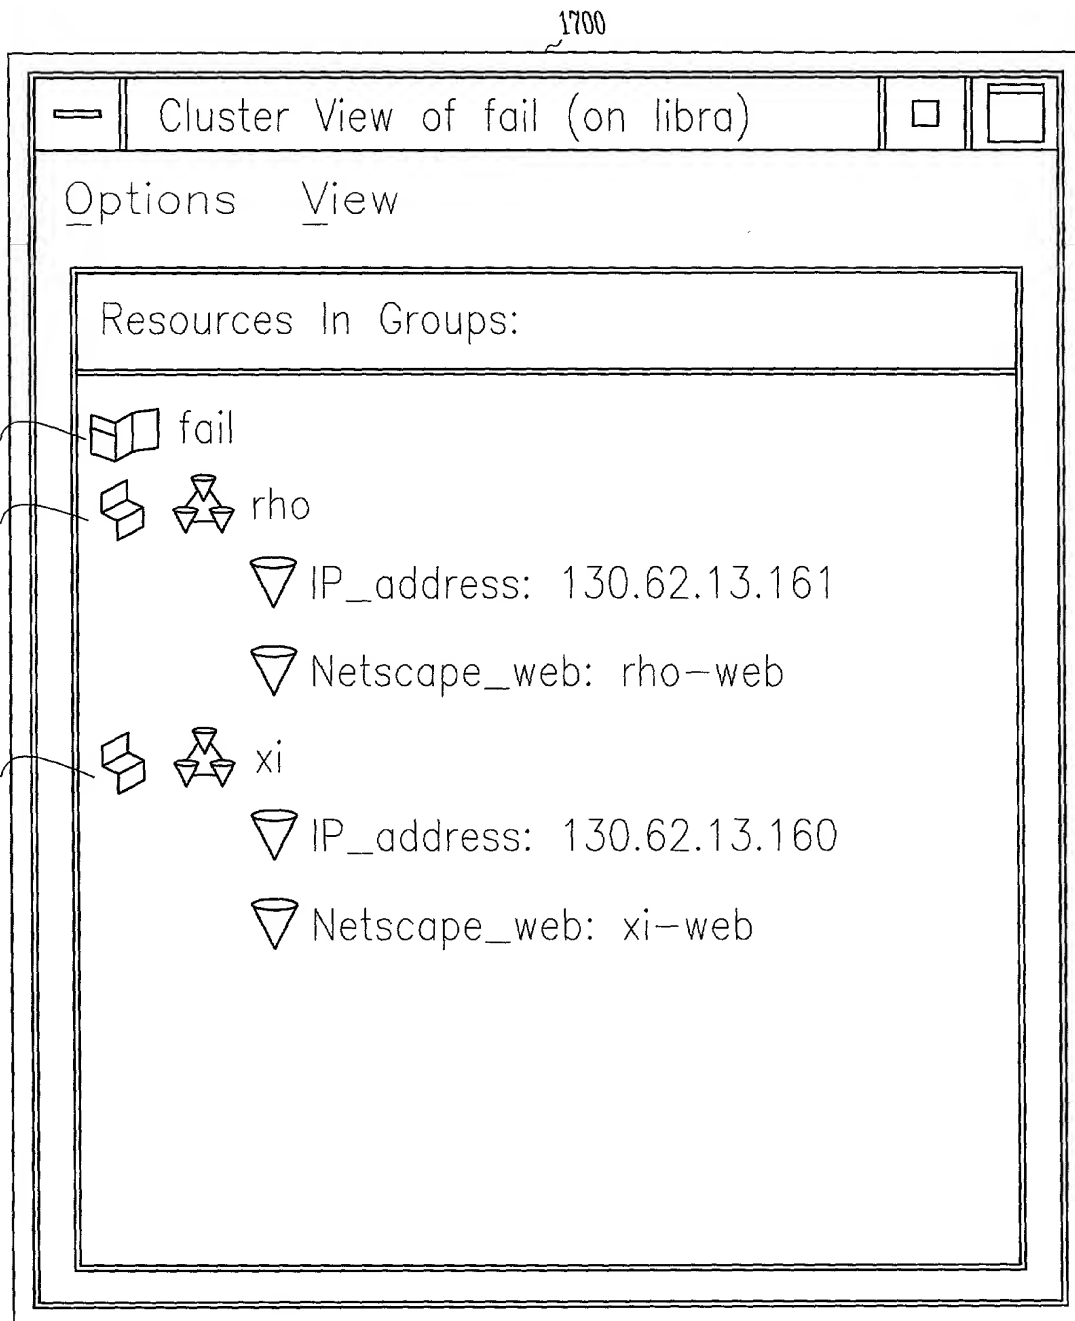 1700
Cluster View of fail (on libra)
Options View
Resources In Groups:
fail
rho
IP_address: 130.62.13.161
Netscape_web: rho-web
xi
IP_address: 130.62.13.160
Netscape_web: xi-web